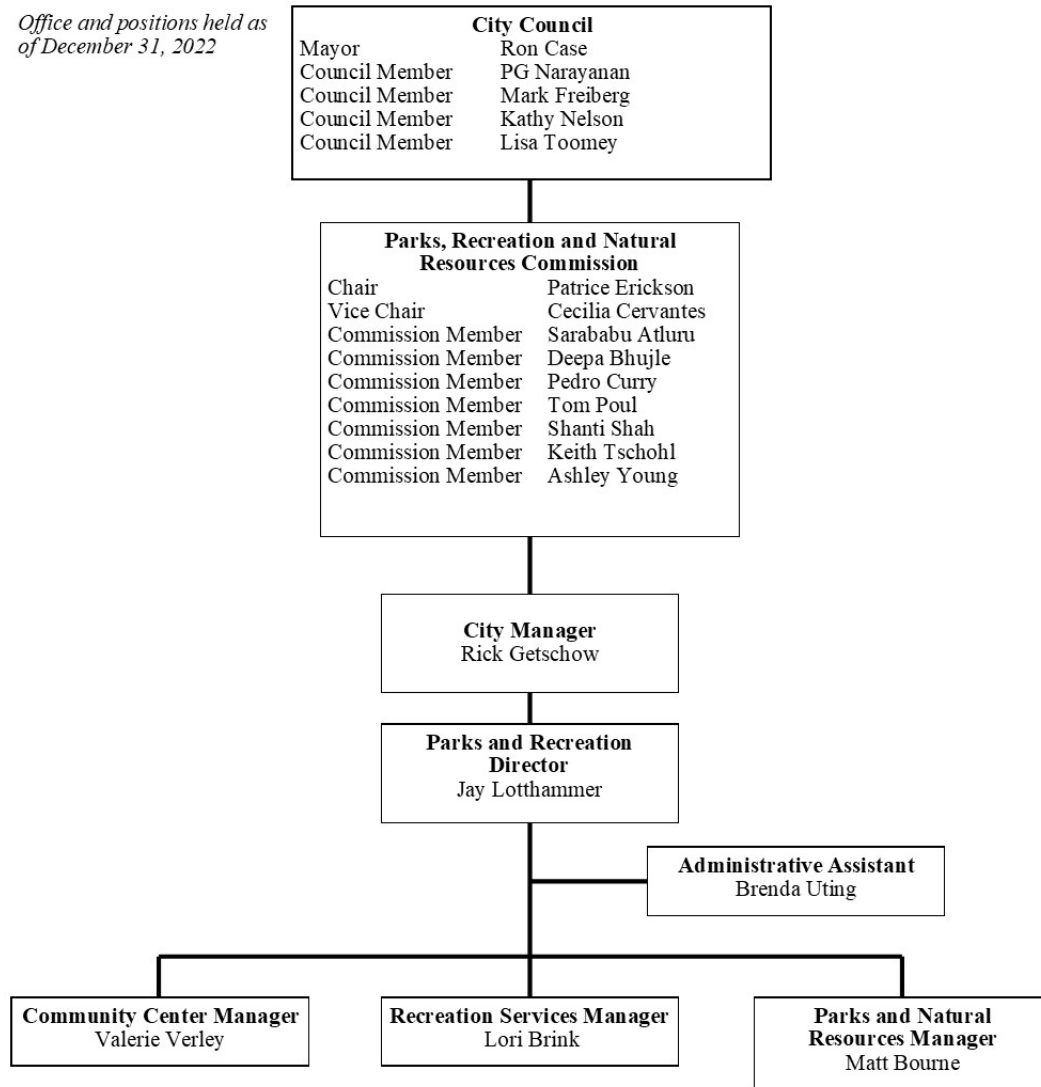 Office and positions held as
of December 31, 2022
City Council
Mayor Ron Case
Council Member PG Narayanan
Council Member Mark Freiberg
Council Member Kathy Nelson
Council Member Lisa Toomey
Parks, Recreation and Natural
Resources Commission
Chair Patrice Erickson
Vice Chair Cecilia Cervantes
Commission Member Sarababu Atluru
Commission Member Deepa Bhujle
Commission Member Pedro Curry
Commission Member Tom Poul
Commission Member Shanti Shah
Commission Member Keith Tschohl
Commission Member Ashley Young
City Manager
Rick Getschow
Parks and Recreation
Director
Jay Lotthammer
Administrative Assistant
Brenda Uting
Community Center Manager
Valerie Verley
Recreation Services Manager
Lori Brink
Parks and Natural
Resources Manager
Matt Bourne